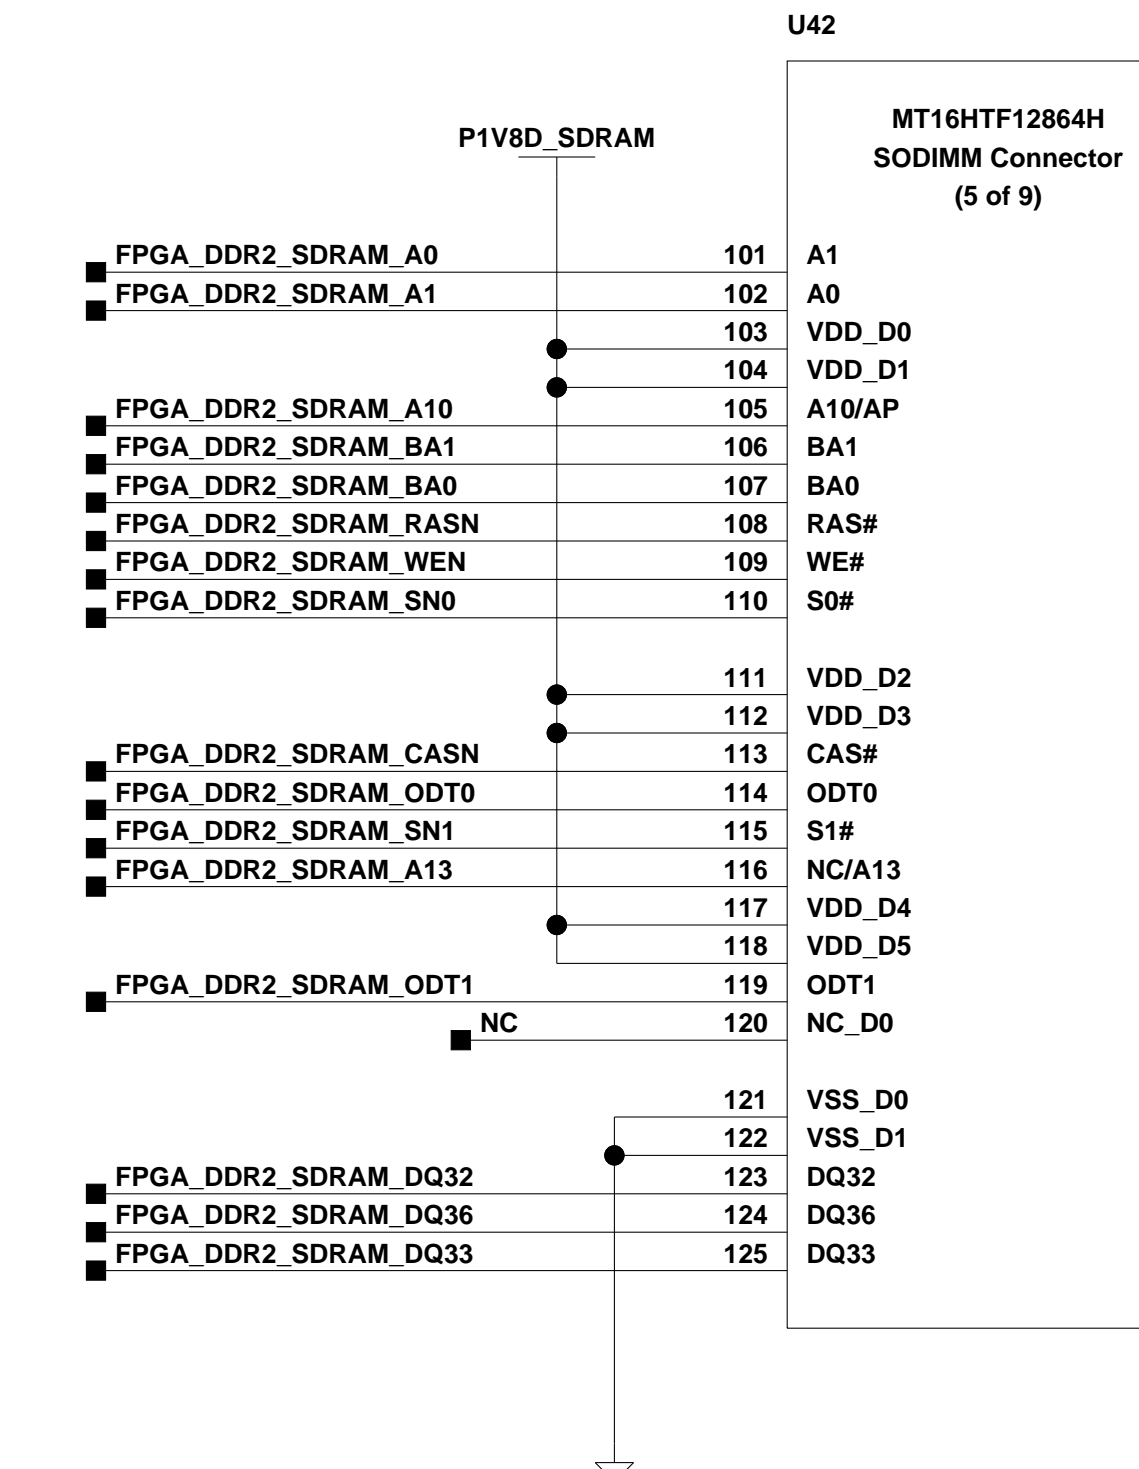 U42
MT16HTF12864H
SODIMM Connector
(5 of 9)
P1V8D_SDRAM
FPGA_DDR2_SDRAM_A0 101 A1
FPGA_DDR2_SDRAM_A1 102 A0
103 VDD_D0
104 VDD_D1
FPGA_DDR2_SDRAM_A10 105 A10/AP
FPGA_DDR2_SDRAM_BA1 106 BA1
FPGA_DDR2_SDRAM_BA0 107 BA0
FPGA_DDR2_SDRAM_RASN 108 RAS#
FPGA_DDR2_SDRAM_WEN 109 WE#
FPGA_DDR2_SDRAM_SN0 110 S0#
111 VDD_D2
112 VDD_D3
FPGA_DDR2_SDRAM_CASN 113 CAS#
FPGA_DDR2_SDRAM_ODT0 114 ODT0
FPGA_DDR2_SDRAM_SN1 115 S1#
FPGA_DDR2_SDRAM_A13 116 NC/A13
117 VDD_D4
118 VDD_D5
FPGA_DDR2_SDRAM_ODT1 119 ODT1
NC 120 NC_D0
121 VSS_D0
122 VSS_D1
FPGA_DDR2_SDRAM_DQ32 123 DQ32
FPGA_DDR2_SDRAM_DQ36 124 DQ36
FPGA_DDR2_SDRAM_DQ33 125 DQ33